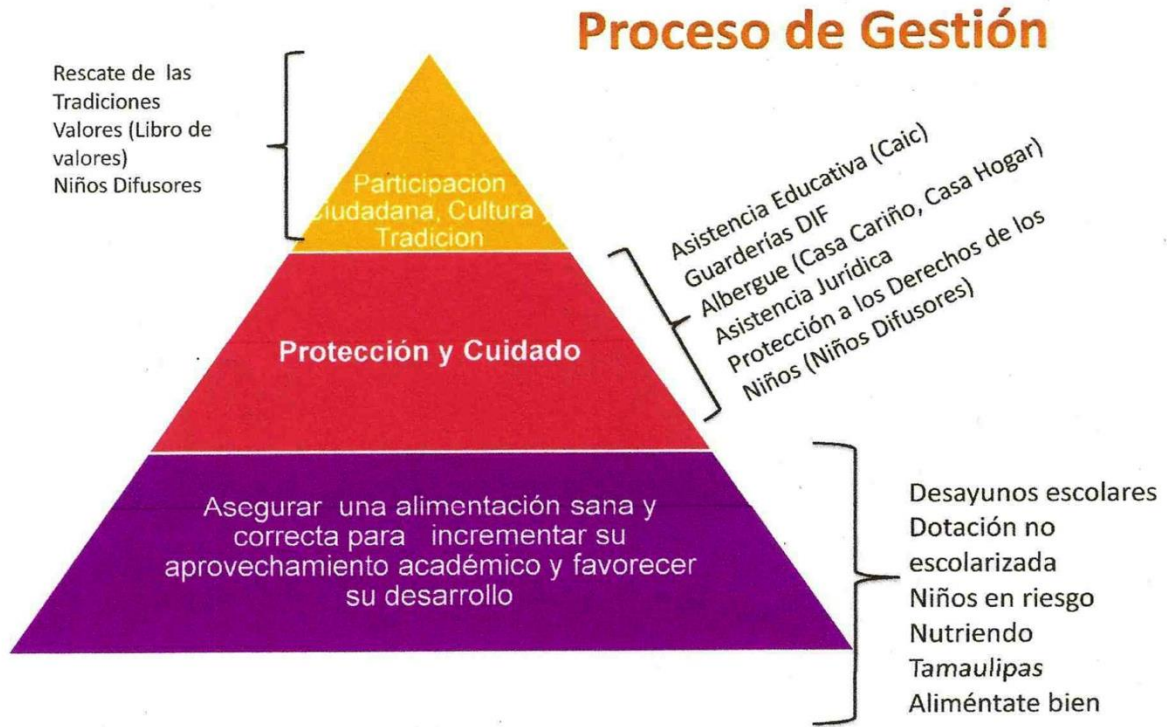 Proceso de Gestión
Rescate de las
Tradiciones
Valores (Libro de
valores)
Niños Difusores
Participación
Ciudadana, Cultura y
Tradicion
Asistencia Educativa (Caic)
Guarderías DIF
Albergue (Casa Cariño, Casa Hogar)
Asistencia Jurídica
Protección a los Derechos de los
Niños (Niños Difusores)
Protección y Cuidado
Asegurar una alimentación sana y
correcta para incrementar su
aprovechamiento académico y favorecer
su desarrollo
Desayunos escolares
Dotación no
escolarizada
Niños en riesgo
Nutriendo
Tamaulipas
Aliméntate bien